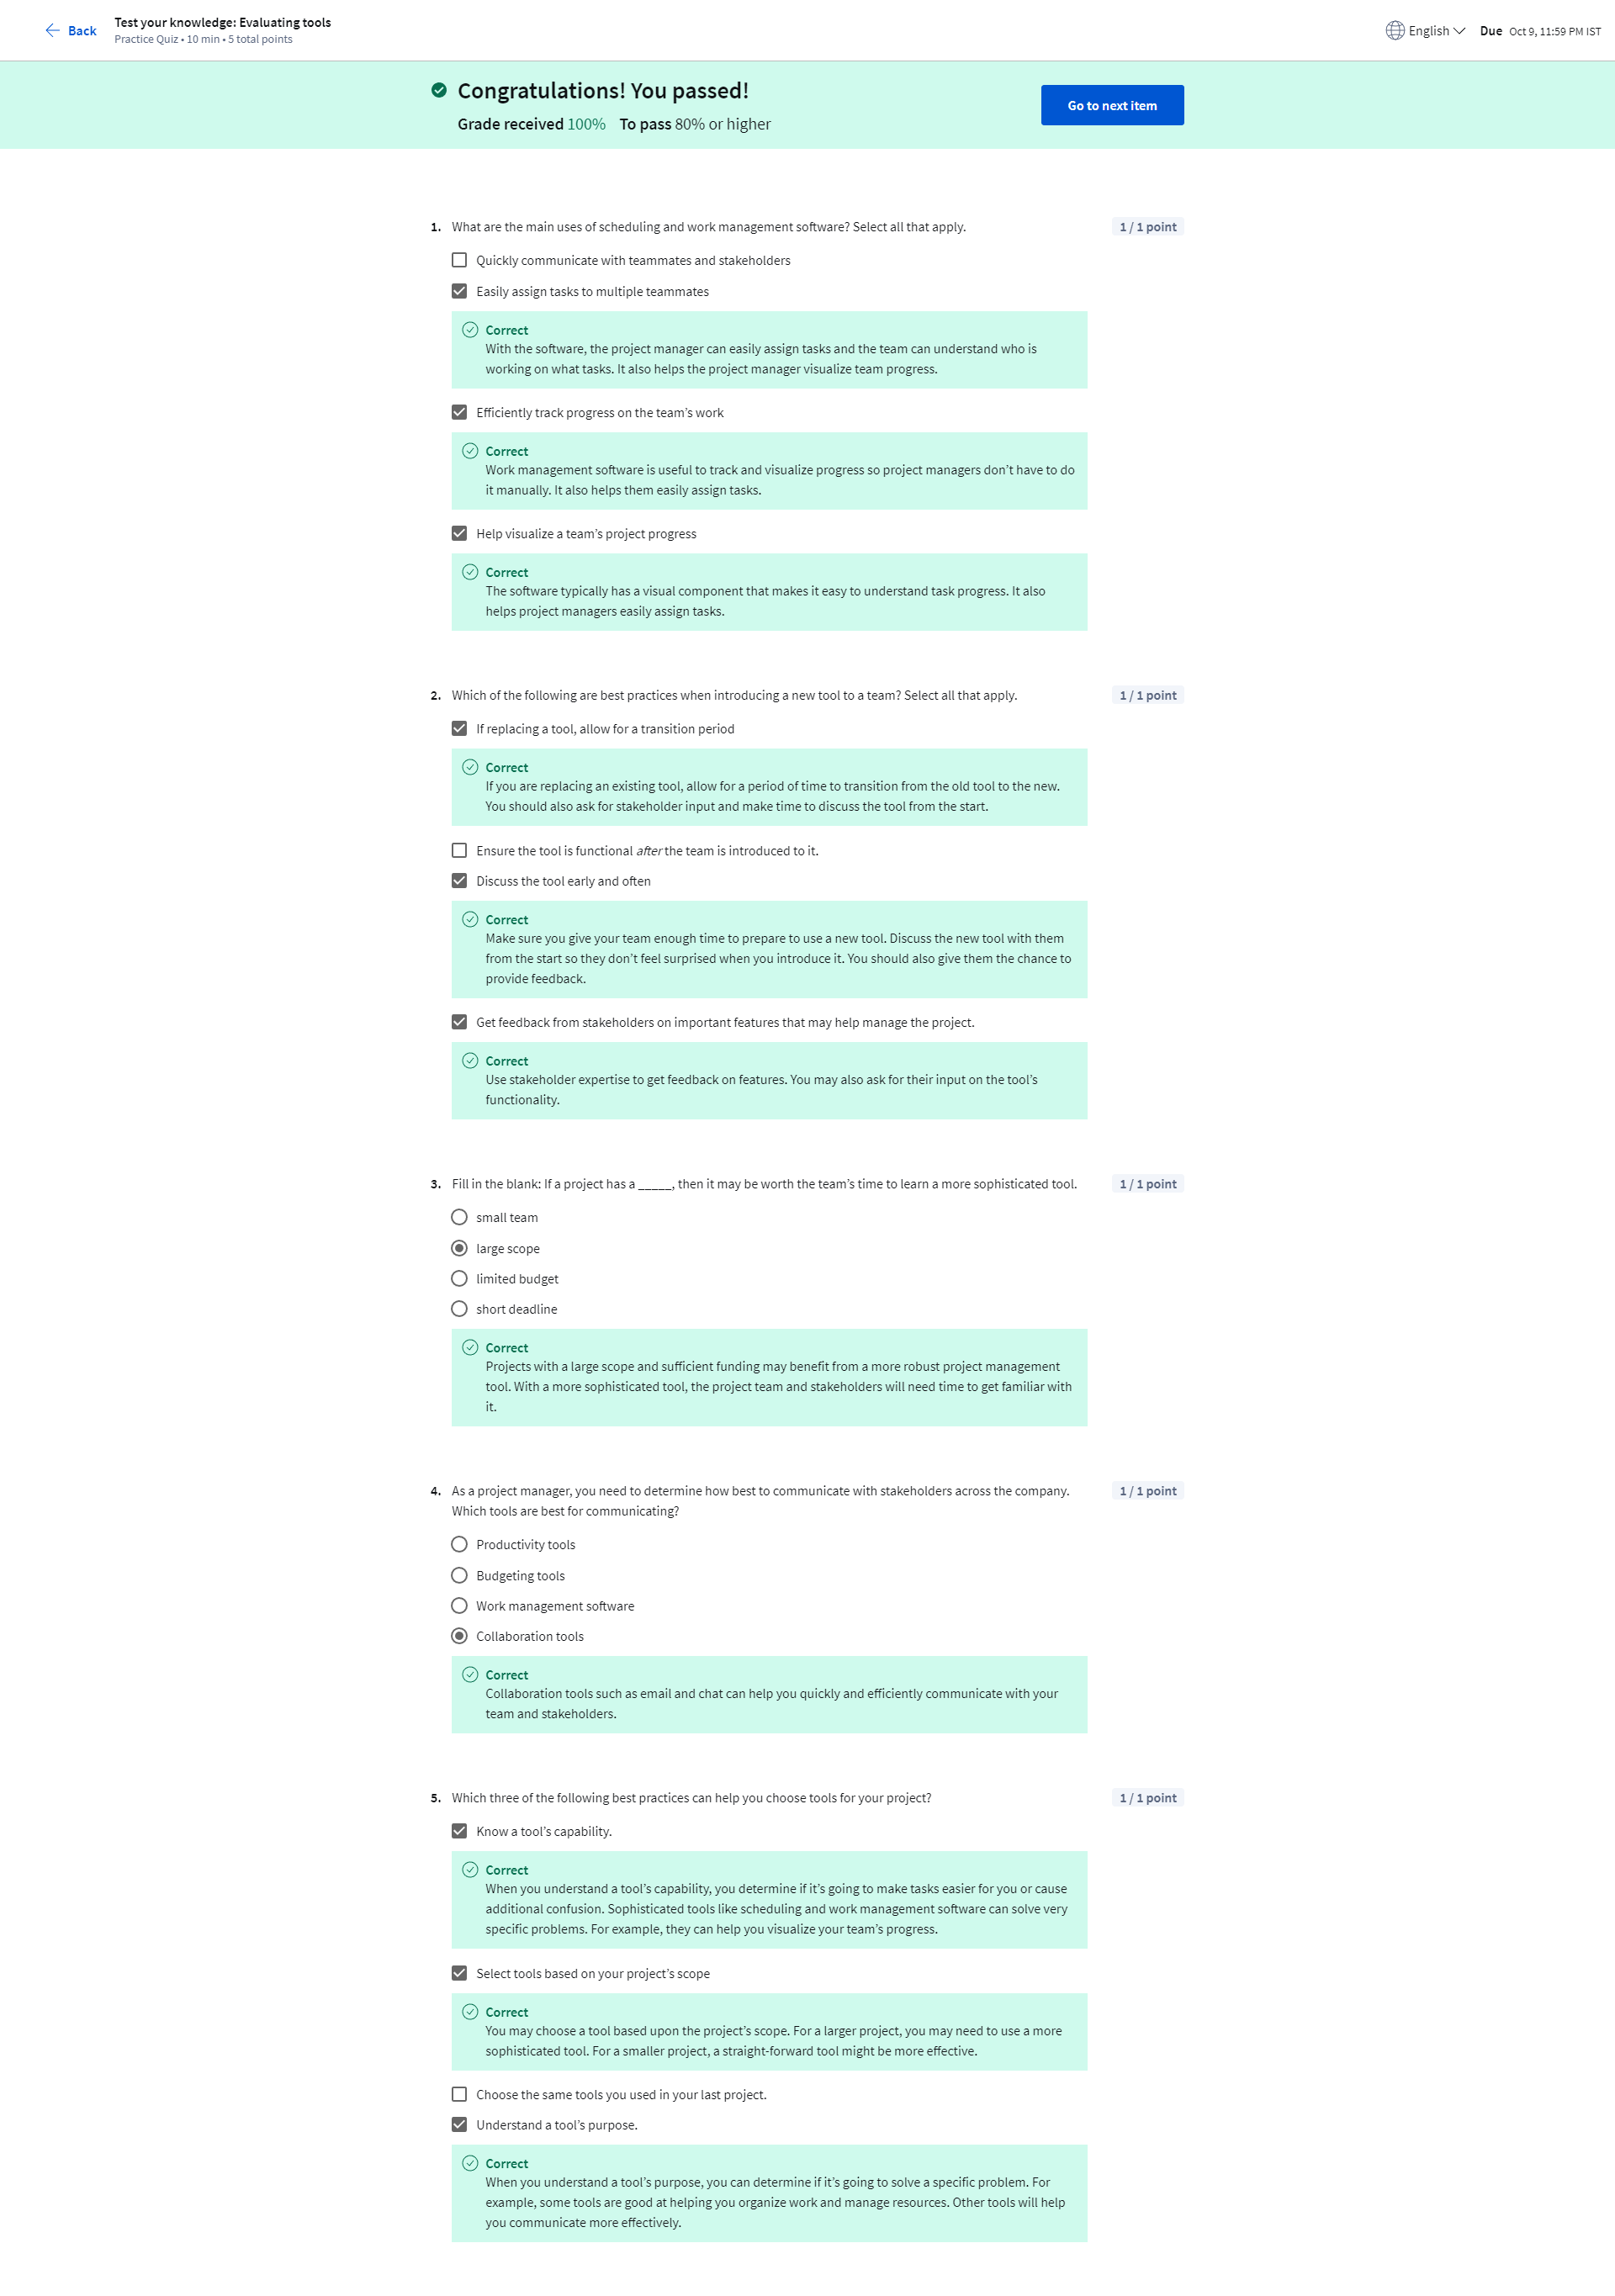 Back
Test your knowledge: Evaluating tools
Practice Quiz • 10 min • 5 total points
English
Due Oct 9, 11:59 PM IST
Congratulations! You passed!
Grade received 100% To pass 80% or higher
Go to next item
1. What are the main uses of scheduling and work management software? Select all that apply.
1 / 1 point
Quickly communicate with teammates and stakeholders
Easily assign tasks to multiple teammates
Correct
With the software, the project manager can easily assign tasks and the team can understand who is
working on what tasks. It also helps the project manager visualize team progress.
Efficiently track progress on the team’s work
Correct
Work management software is useful to track and visualize progress so project managers don’t have to do
it manually. It also helps them easily assign tasks.
Help visualize a team’s project progress
Correct
The software typically has a visual component that makes it easy to understand task progress. It also
helps project managers easily assign tasks.
2. Which of the following are best practices when introducing a new tool to a team? Select all that apply.
1 / 1 point
If replacing a tool, allow for a transition period
Correct
If you are replacing an existing tool, allow for a period of time to transition from the old tool to the new.
You should also ask for stakeholder input and make time to discuss the tool from the start.
Ensure the tool is functional after the team is introduced to it.
Discuss the tool early and often
Correct
Make sure you give your team enough time to prepare to use a new tool. Discuss the new tool with them
from the start so they don’t feel surprised when you introduce it. You should also give them the chance to
provide feedback.
Get feedback from stakeholders on important features that may help manage the project.
Correct
Use stakeholder expertise to get feedback on features. You may also ask for their input on the tool’s
functionality.
3. Fill in the blank: If a project has a _____, then it may be worth the team’s time to learn a more sophisticated tool.
1 / 1 point
small team
large scope
limited budget
short deadline
Correct
Projects with a large scope and sufficient funding may benefit from a more robust project management
tool. With a more sophisticated tool, the project team and stakeholders will need time to get familiar with
it.
4. As a project manager, you need to determine how best to communicate with stakeholders across the company.
Which tools are best for communicating?
1 / 1 point
Productivity tools
Budgeting tools
Work management software
Collaboration tools
Correct
Collaboration tools such as email and chat can help you quickly and efficiently communicate with your
team and stakeholders.
5. Which three of the following best practices can help you choose tools for your project?
1 / 1 point
Know a tool’s capability.
Correct
When you understand a tool’s capability, you determine if it’s going to make tasks easier for you or cause
additional confusion. Sophisticated tools like scheduling and work management software can solve very
specific problems. For example, they can help you visualize your team’s progress.
Select tools based on your project’s scope
Correct
You may choose a tool based upon the project’s scope. For a larger project, you may need to use a more
sophisticated tool. For a smaller project, a straight-forward tool might be more effective.
Choose the same tools you used in your last project.
Understand a tool’s purpose.
Correct
When you understand a tool’s purpose, you can determine if it’s going to solve a specific problem. For
example, some tools are good at helping you organize work and manage resources. Other tools will help
you communicate more effectively.